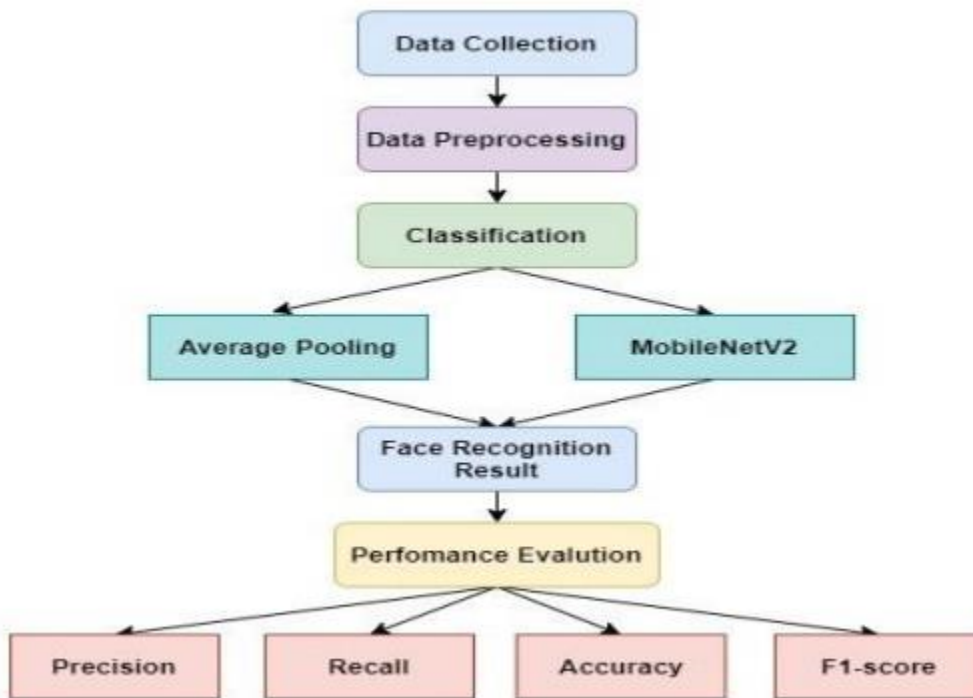 Data Collection
Data Preprocessing
Classification
Average Pooling
MobileNetV2
Face Recognition
Result
Perfomance Evalution
Precision
Recall
Accuracy
F1-score